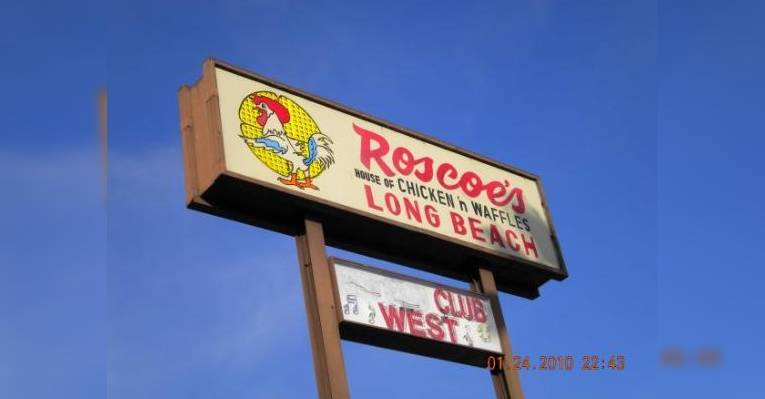 Roscoe's
HOUSE OF CHICKEN 'n WAFFLES
LONG BEACH
CLUB
WEST
01.24.2010 22:43